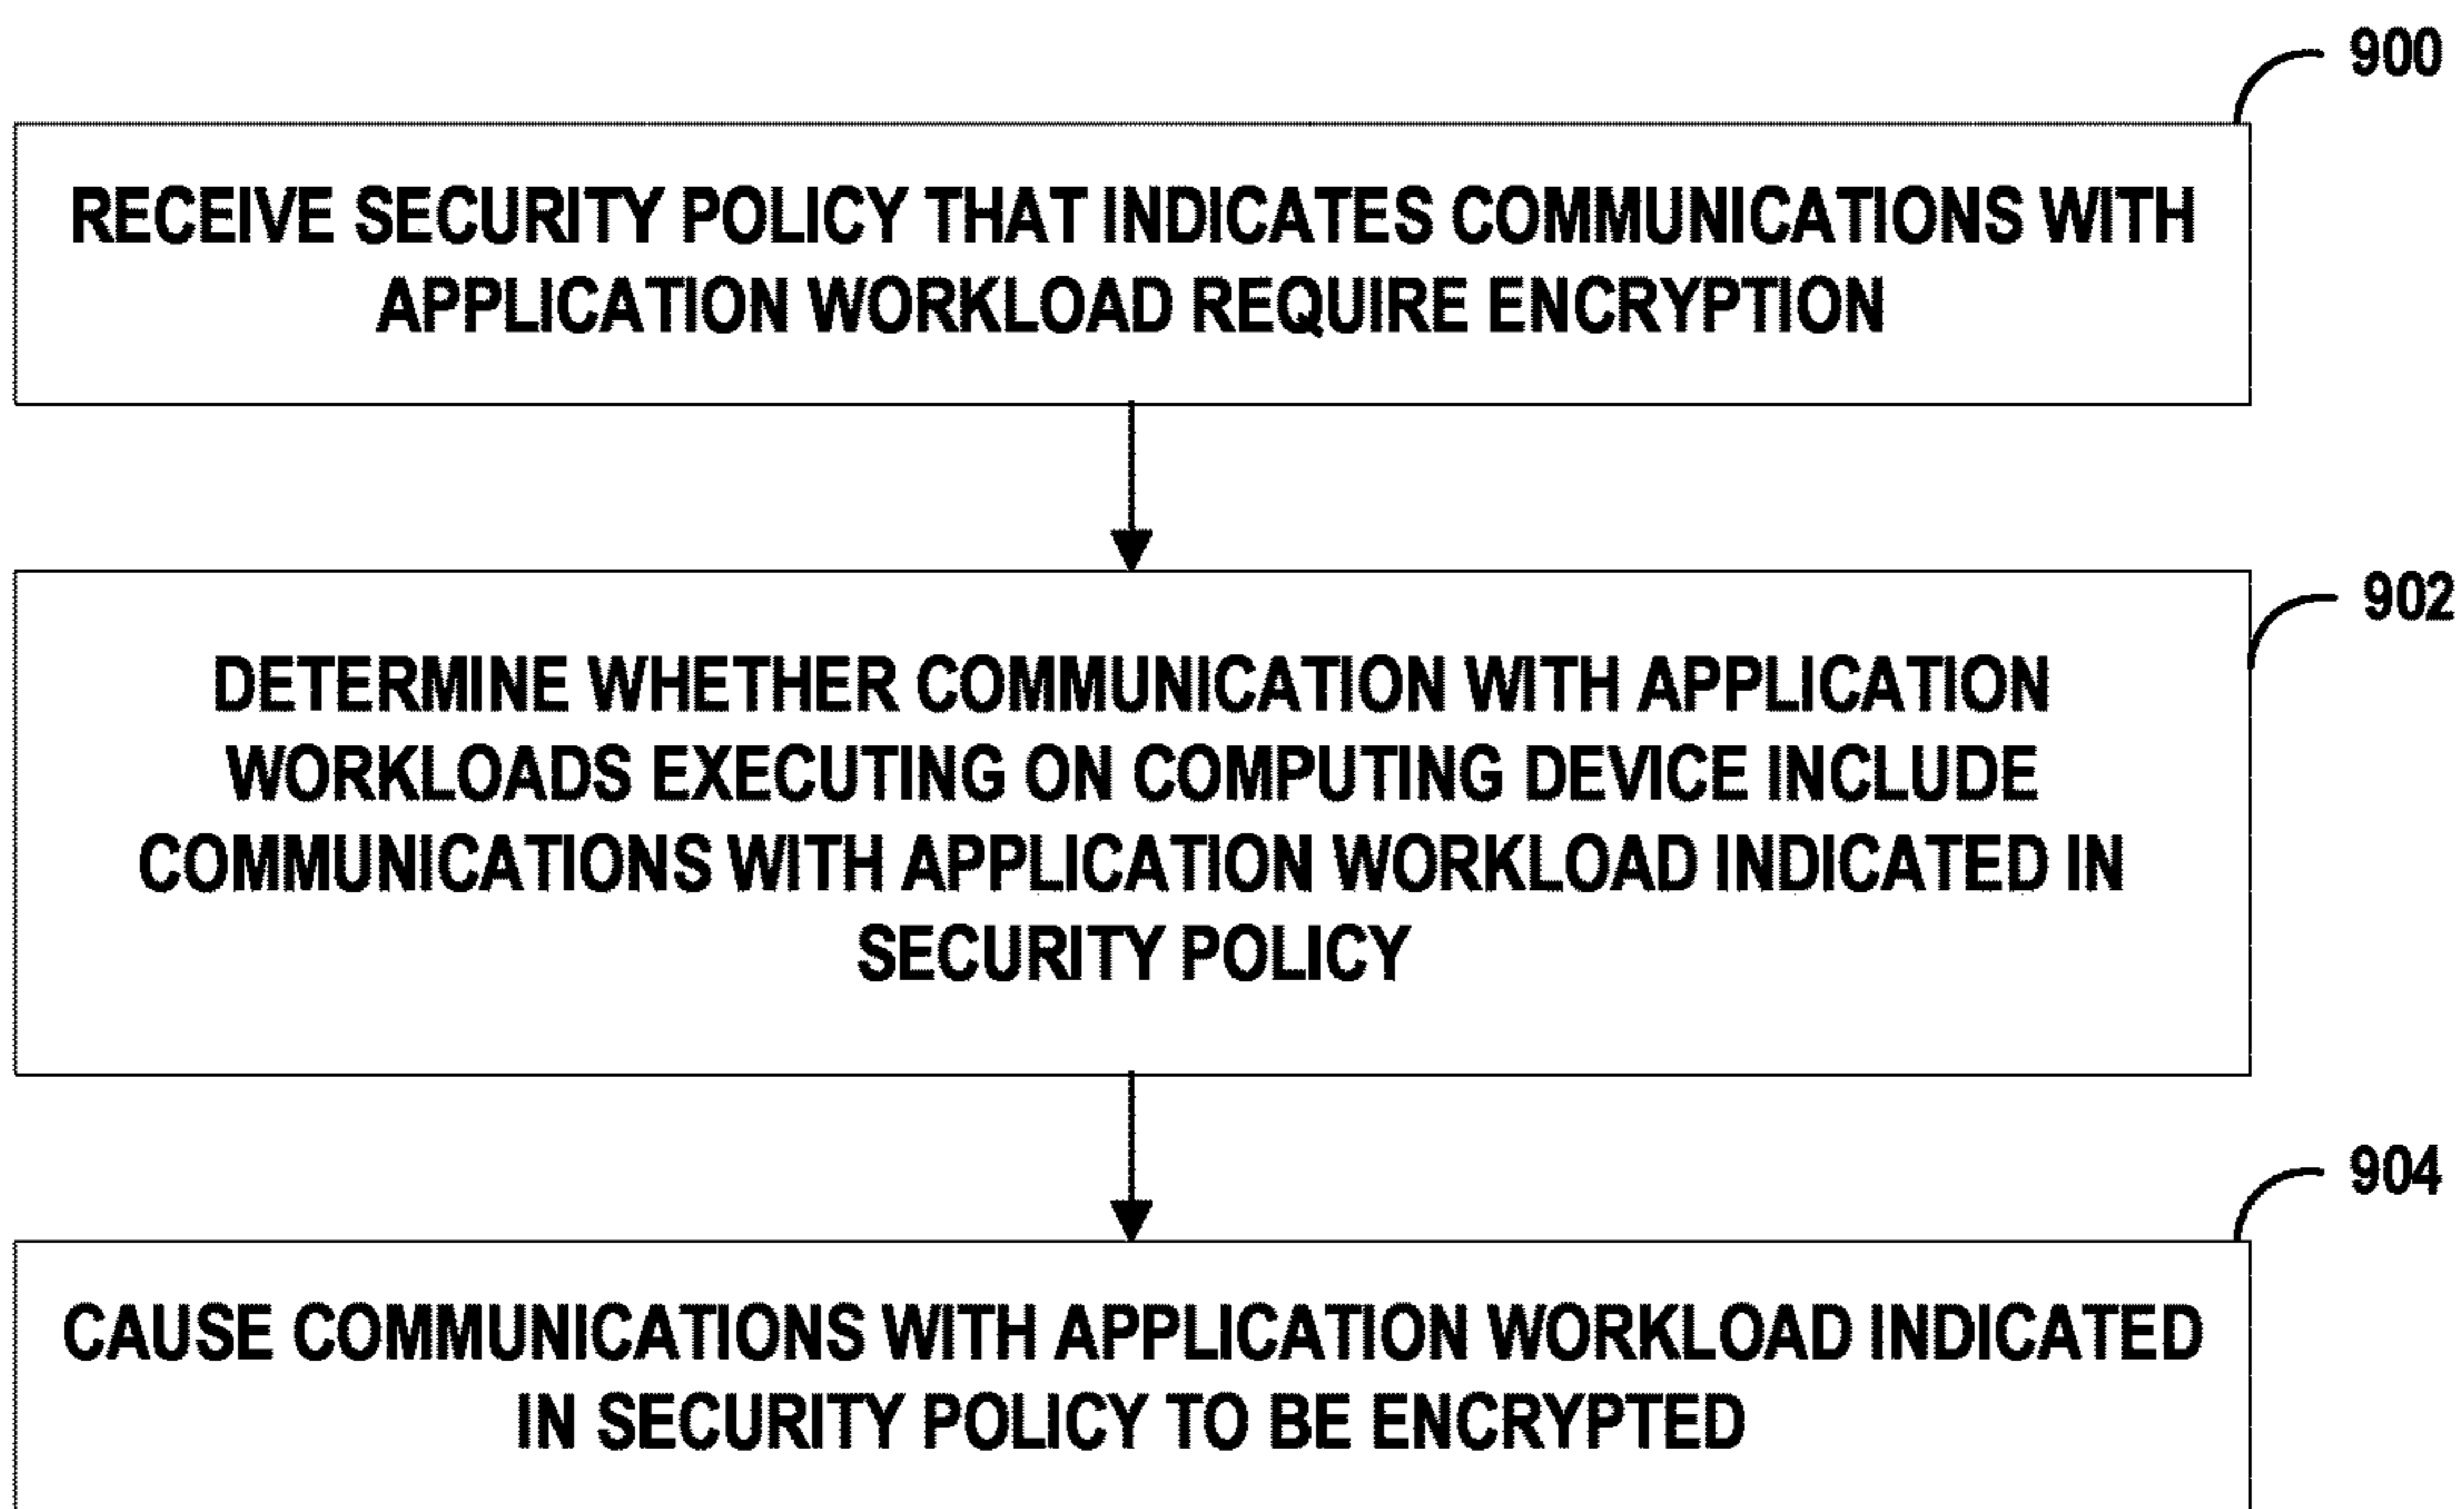 900
RECEIVE SECURITY POLICY THAT INDICATES COMMUNICATIONS WITH
APPLICATION WORKLOAD REQUIRE ENCRYPTION
902
DETERMINE WHETHER COMMUNICATION WITH APPLICATION
WORKLOADS EXECUTING ON COMPUTING DEVICE INCLUDE
COMMUNICATIONS WITH APPLICATION WORKLOAD INDICATED IN
SECURITY POLICY
904
CAUSE COMMUNICATIONS WITH APPLICATION WORKLOAD INDICATED
IN SECURITY POLICY TO BE ENCRYPTED